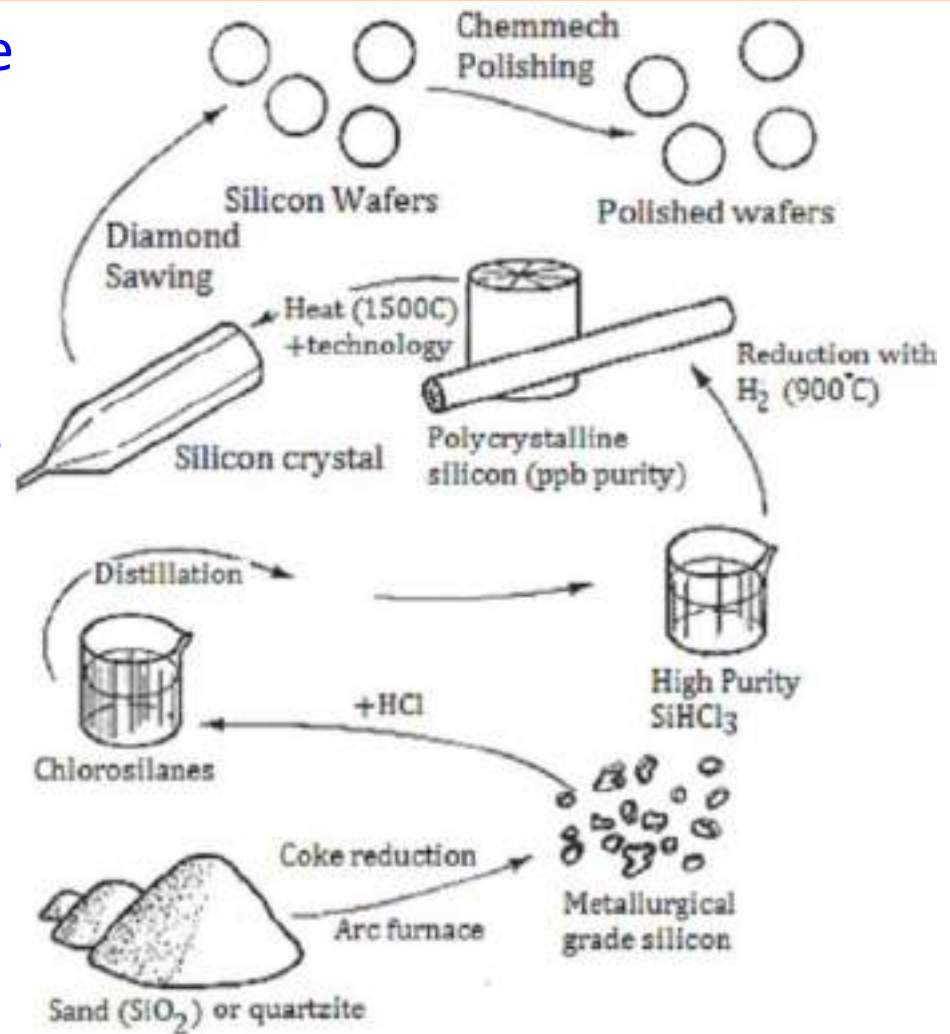 e
Chemmech
Polishing
Silicon Wafers
Polished wafers
Diamond
Sawing
Heat (1500C)
+technology
Reduction with
H₂ (900°C)
Silicon crystal
Polycrystalline
silicon (ppb purity)
Distillation
High Purity
SiHCl₃
+HCl
Chlorosilanes
Coke reduction
Arc furnace
Metallurgical
grade silicon
Sand (SiO₂) or quartzite